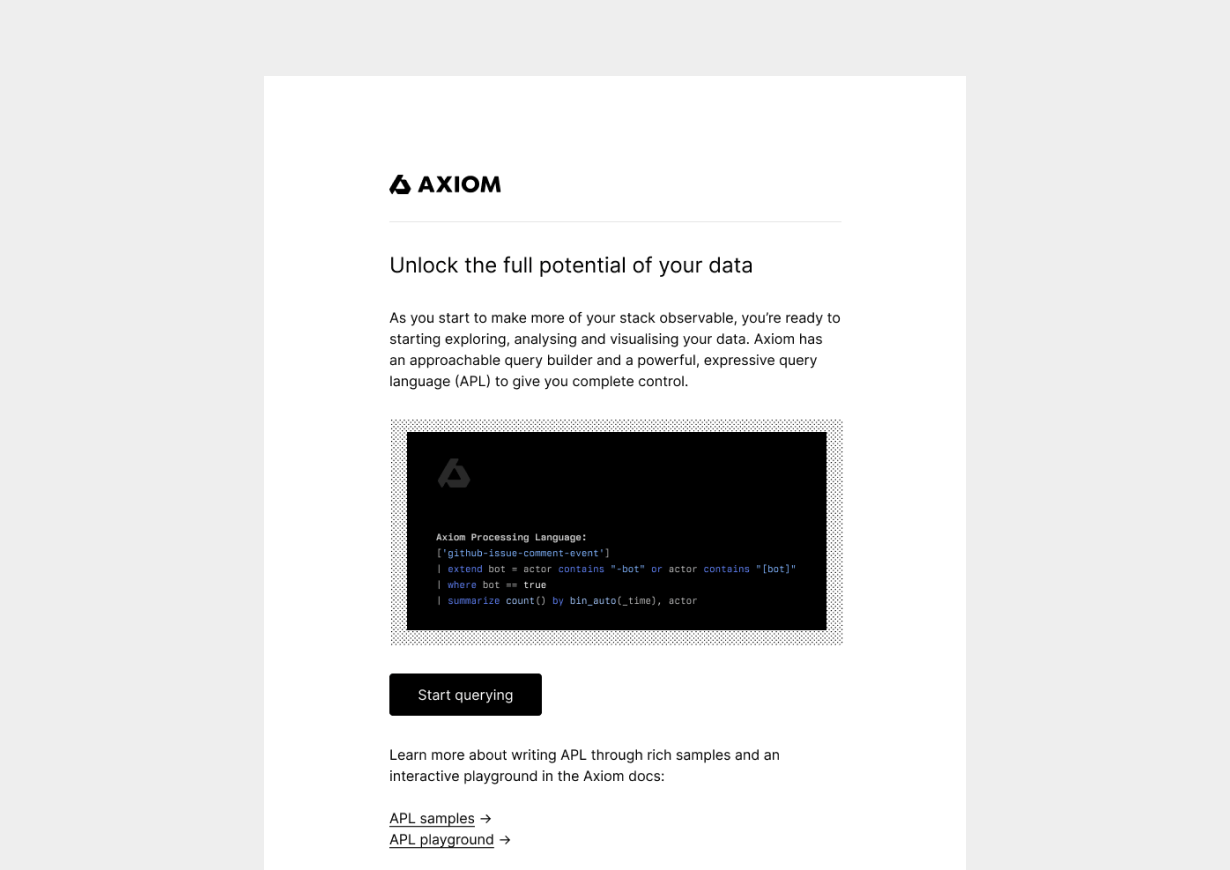 AXIOM
Unlock the full potential of your data
As you start to make more of your stack observable, you’re ready to
starting exploring, analysing and visualising your data. Axiom has
an approachable query builder and a powerful, expressive query
language (APL) to give you complete control.
Axiom Processing Language:
['github-issue-comment-event']
| extend bot = actor contains "-bot" or actor contains "[bot]"
| where bot == true
| summarize count() by bin_auto(_time), actor
Start querying
Learn more about writing APL through rich samples and an
interactive playground in the Axiom docs:
APL samples →
APL playground →